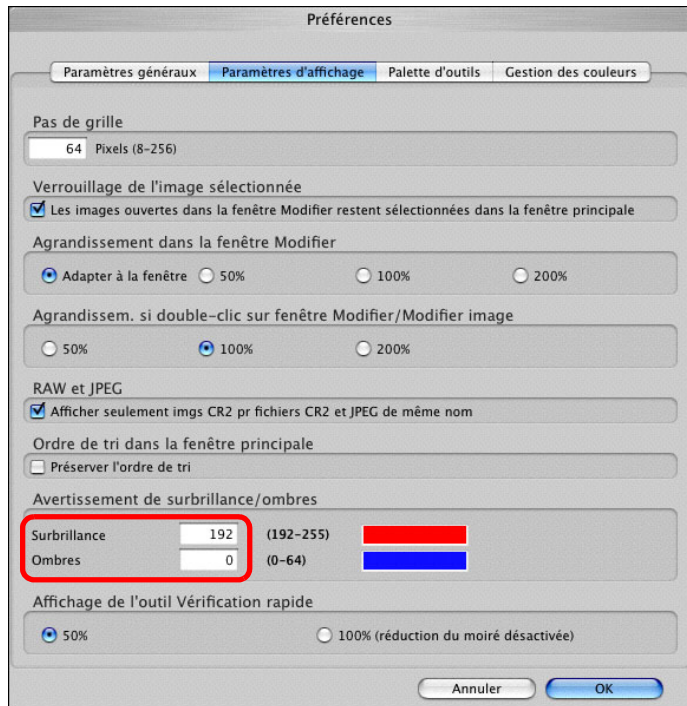 Préférences
Paramètres généraux Paramètres d'affichage Palette d'outils Gestion des couleurs
Pas de grille
64 Pixels (8-256)
Verrouillage de l'image sélectionnée
Les images ouvertes dans la fenêtre Modifier restent sélectionnées dans la fenêtre principale
Agrandissement dans la fenêtre Modifier
Adapter à la fenêtre 50% 100% 200%
Agrandissem. si double-clic sur fenêtre Modifier/Modifier image
50% 100% 200%
RAW et JPEG
Afficher seulement imgs CR2 pr fichiers CR2 et JPEG de même nom
Ordre de tri dans la fenêtre principale
Préserver l'ordre de tri
Avertissement de surbrillance/ombres
Surbrillance 192 (192-255)
Ombres 0 (0-64)
Affichage de l'outil Vérification rapide
50% 100% (réduction du moiré désactivée)
Annuler OK